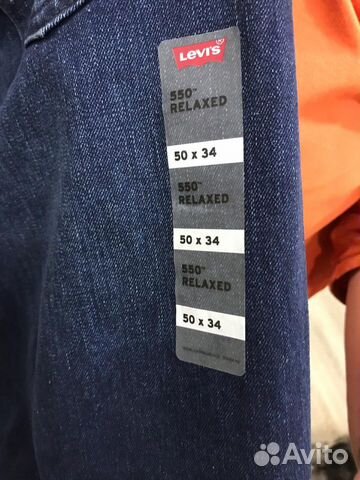 Levi's
550™
RELAXED
50 x 34
550™
RELAXED
50 x 34
550™
RELAXED
50 x 34
Avito